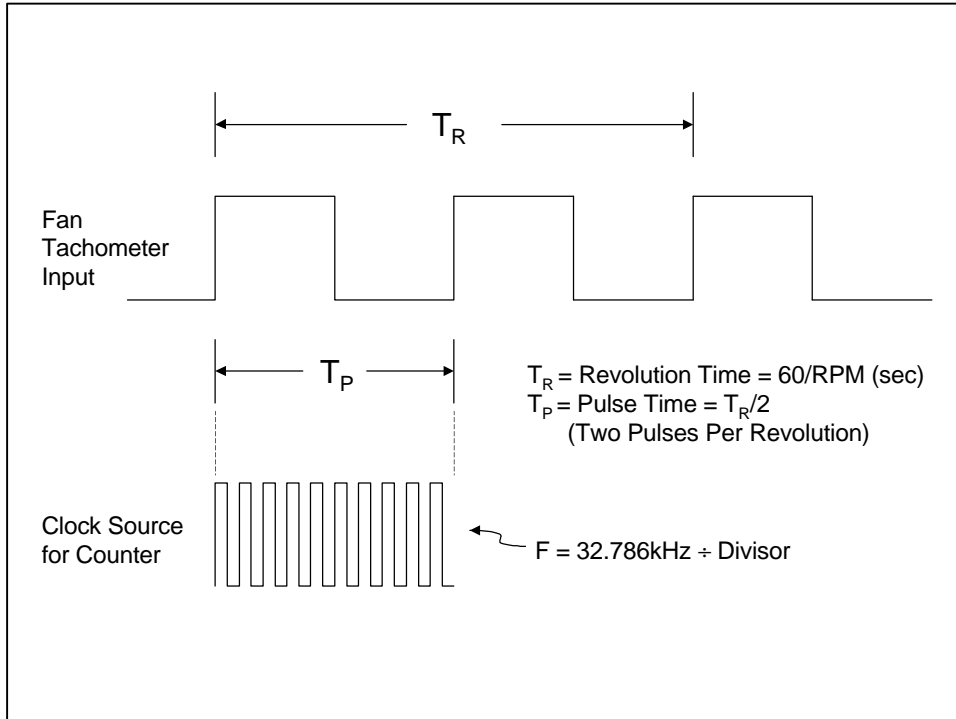 T_R
Fan
Tachometer
Input
T_P
T_R = Revolution Time = 60/RPM (sec)
T_P = Pulse Time = T_R/2
(Two Pulses Per Revolution)
Clock Source
for Counter
F = 32.786kHz ÷ Divisor